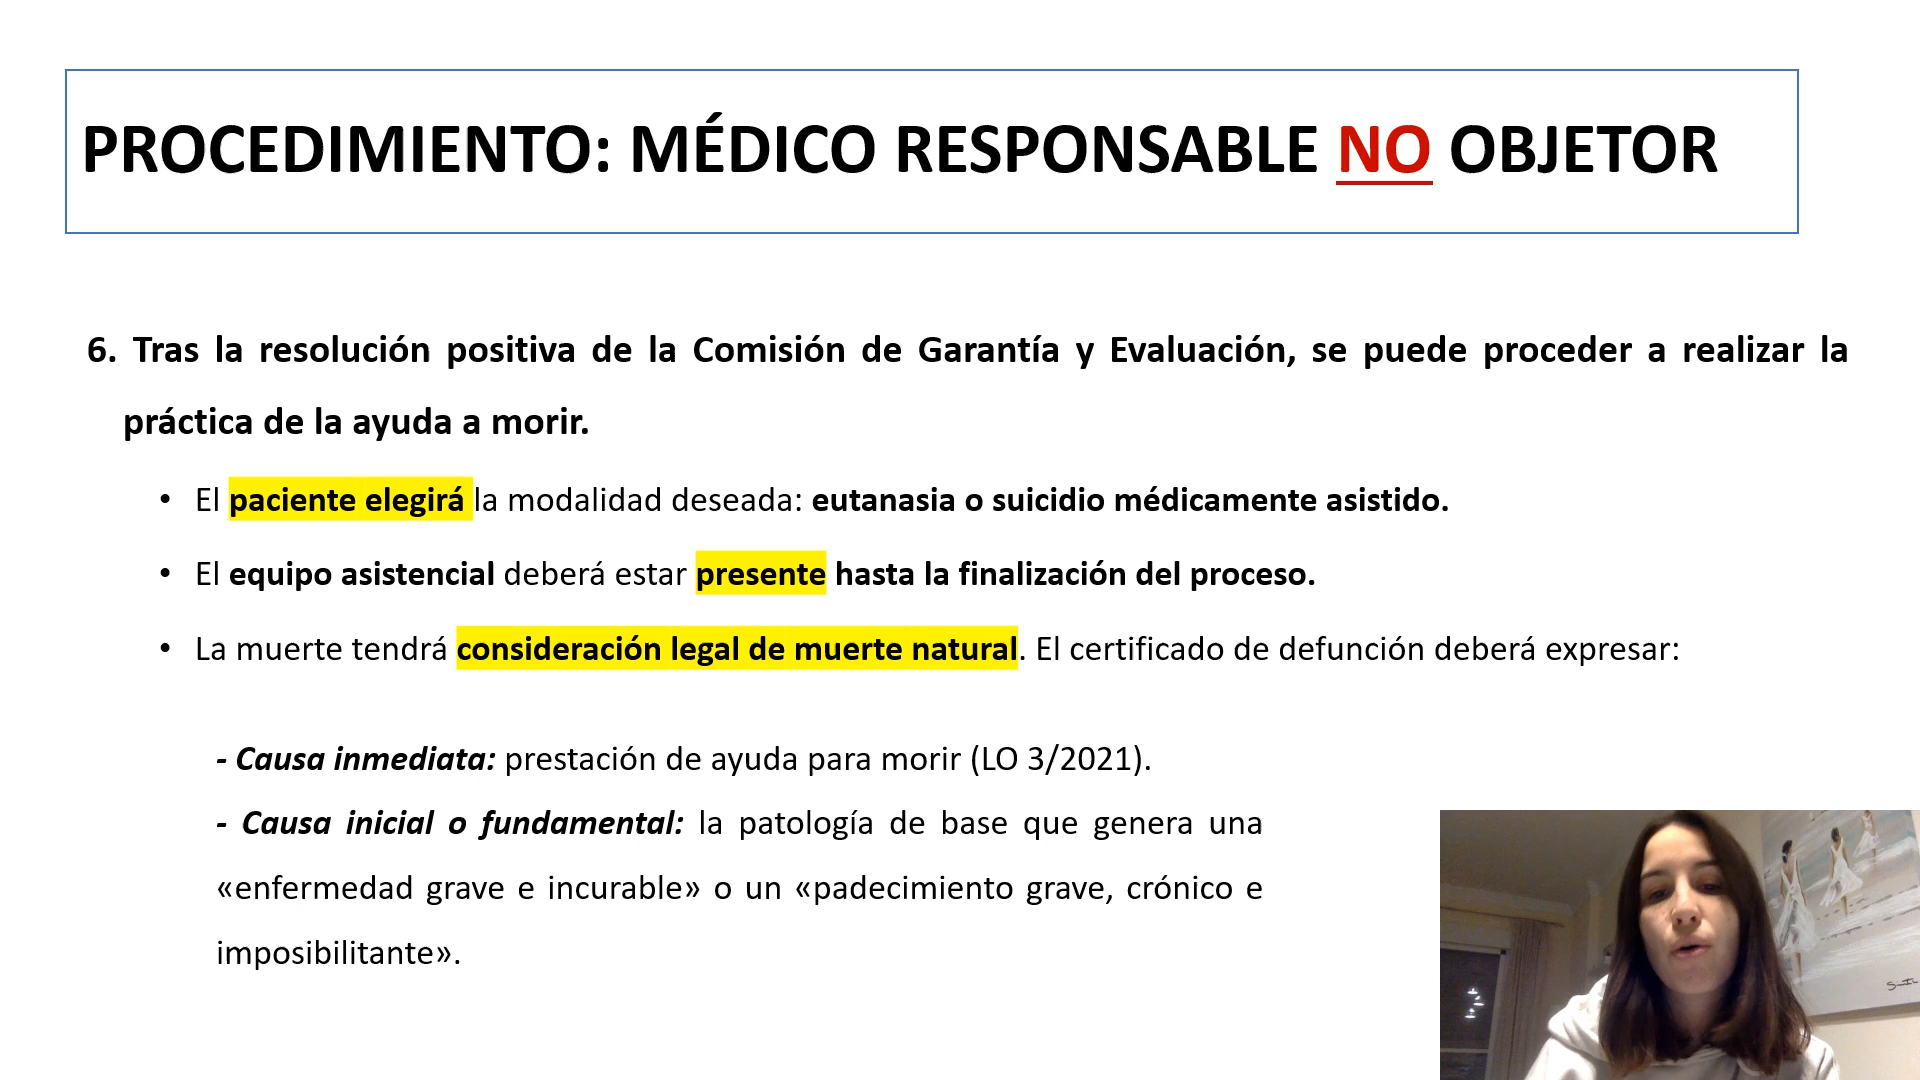 PROCEDIMIENTO: MÉDICO RESPONSABLE NO OBJETOR
6. Tras la resolución positiva de la Comisión de Garantía y Evaluación, se puede proceder a realizar la
práctica de la ayuda a morir.
• El paciente elegirá la modalidad deseada: eutanasia o suicidio médicamente asistido.
• El equipo asistencial deberá estar presente hasta la finalización del proceso.
• La muerte tendrá consideración legal de muerte natural. El certificado de defunción deberá expresar:
- Causa inmediata: prestación de ayuda para morir (LO 3/2021).
- Causa inicial o fundamental: la patología de base que genera una
«enfermedad grave e incurable» o un «padecimiento grave, crónico e
imposibilitante».